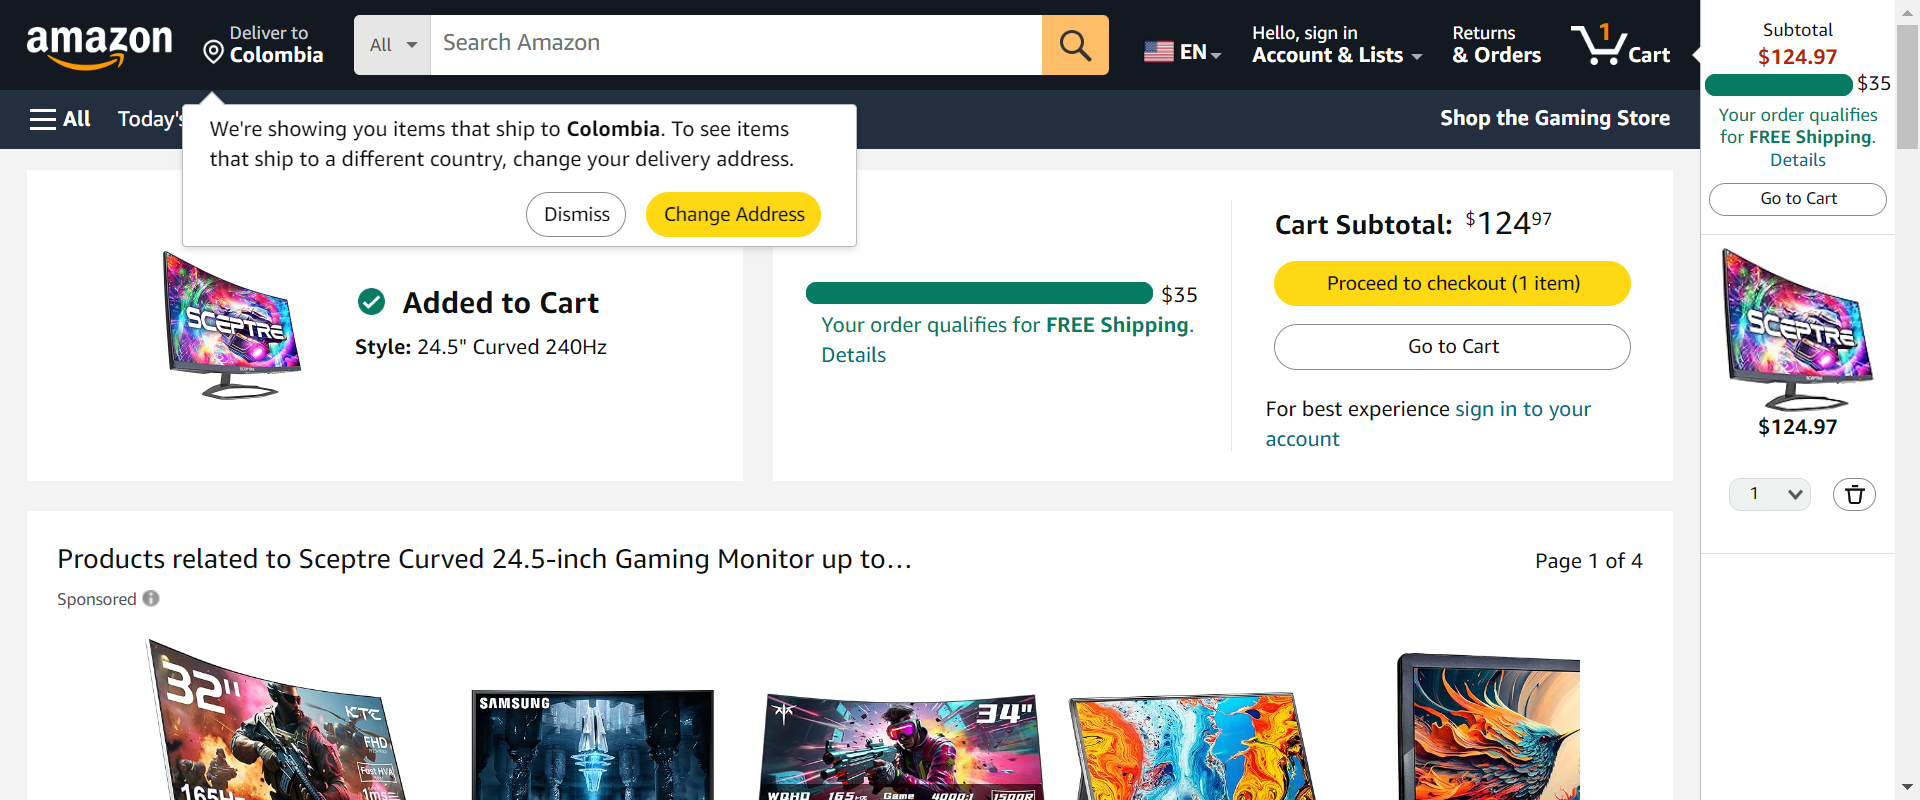 amazon
Deliver to
Colombia
All
Search Amazon
EN
Hello, sign in
Account & Lists
Returns
& Orders
1
Cart
All
Today's
Shop the Gaming Store
We're showing you items that ship to Colombia. To see items
that ship to a different country, change your delivery address.
Dismiss
Change Address
SCEPTRE
Added to Cart
Style: 24.5" Curved 240Hz
$35
Your order qualifies for FREE Shipping.
Details
Cart Subtotal: $124 97
Proceed to checkout (1 item)
Go to Cart
For best experience sign in to your
account
Subtotal
$124.97
$35
Your order qualifies
for FREE Shipping.
Details
Go to Cart
SCEPTRE
$124.97
1
Products related to Sceptre Curved 24.5-inch Gaming Monitor up to...
Page 1 of 4
Sponsored
32"
KTC
FHD
Fast HVA
1ms
165Hz
SAMSUNG
34"
WQHD
165Hz
Game
4000:1
1500R